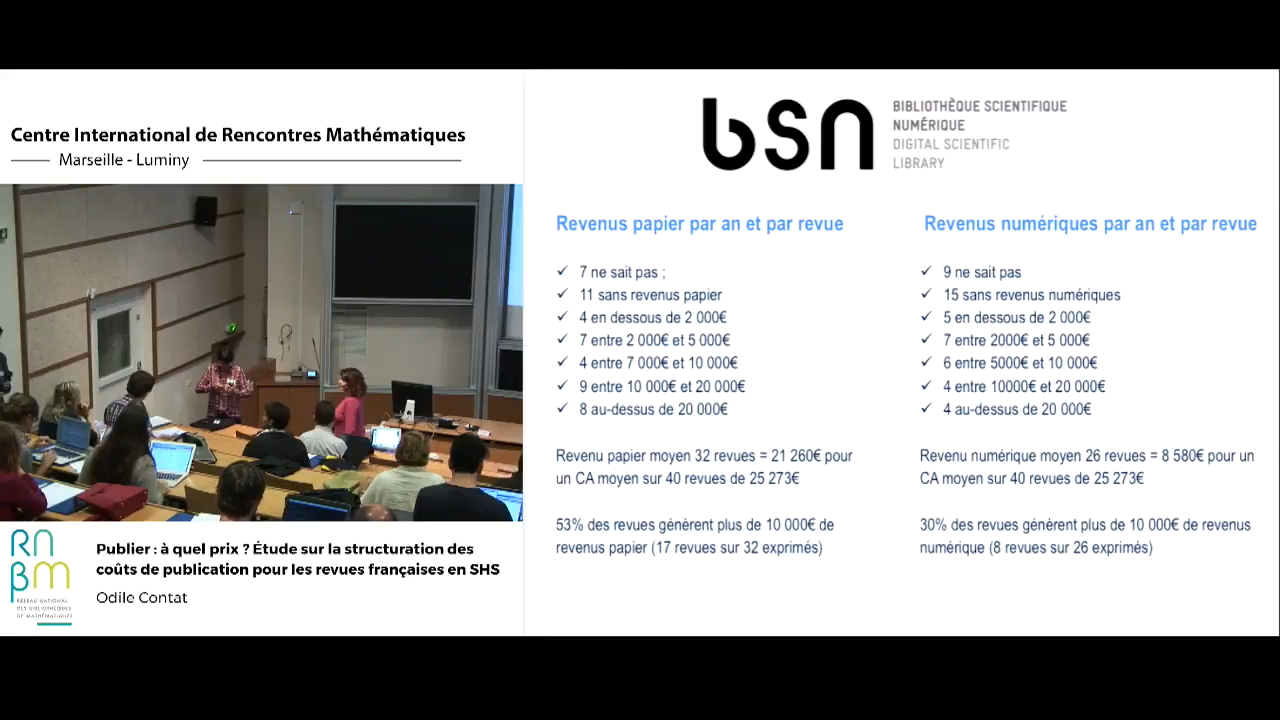 Centre International de Rencontres Mathématiques
Marseille - Luminy
RN
BM
RESEAU NATIONAL
DES BIBLIOTHÈQUES
DE MATHÉMATIQUES
Publier : à quel prix ? Étude sur la structuration des
coûts de publication pour les revues françaises en SHS
Odile Contat
bsn
BIBLIOTHÈQUE SCIENTIFIQUE
NUMÉRIQUE
DIGITAL SCIENTIFIC
LIBRARY
Revenus papier par an et par revue
✓ 7 ne sait pas ;
✓ 11 sans revenus papier
✓ 4 en dessous de 2 000€
✓ 7 entre 2 000€ et 5 000€
✓ 4 entre 7 000€ et 10 000€
✓ 9 entre 10 000€ et 20 000€
✓ 8 au-dessus de 20 000€
Revenu papier moyen 32 revues = 21 260€ pour
un CA moyen sur 40 revues de 25 273€
53% des revues génèrent plus de 10 000€ de
revenus papier (17 revues sur 32 exprimés)
Revenus numériques par an et par revue
✓ 9 ne sait pas
✓ 15 sans revenus numériques
✓ 5 en dessous de 2 000€
✓ 7 entre 2000€ et 5 000€
✓ 6 entre 5000€ et 10 000€
✓ 4 entre 10000€ et 20 000€
✓ 4 au-dessus de 20 000€
Revenu numérique moyen 26 revues = 8 580€ pour un
CA moyen sur 40 revues de 25 273€
30% des revues génèrent plus de 10 000€ de revenus
numérique (8 revues sur 26 exprimés)